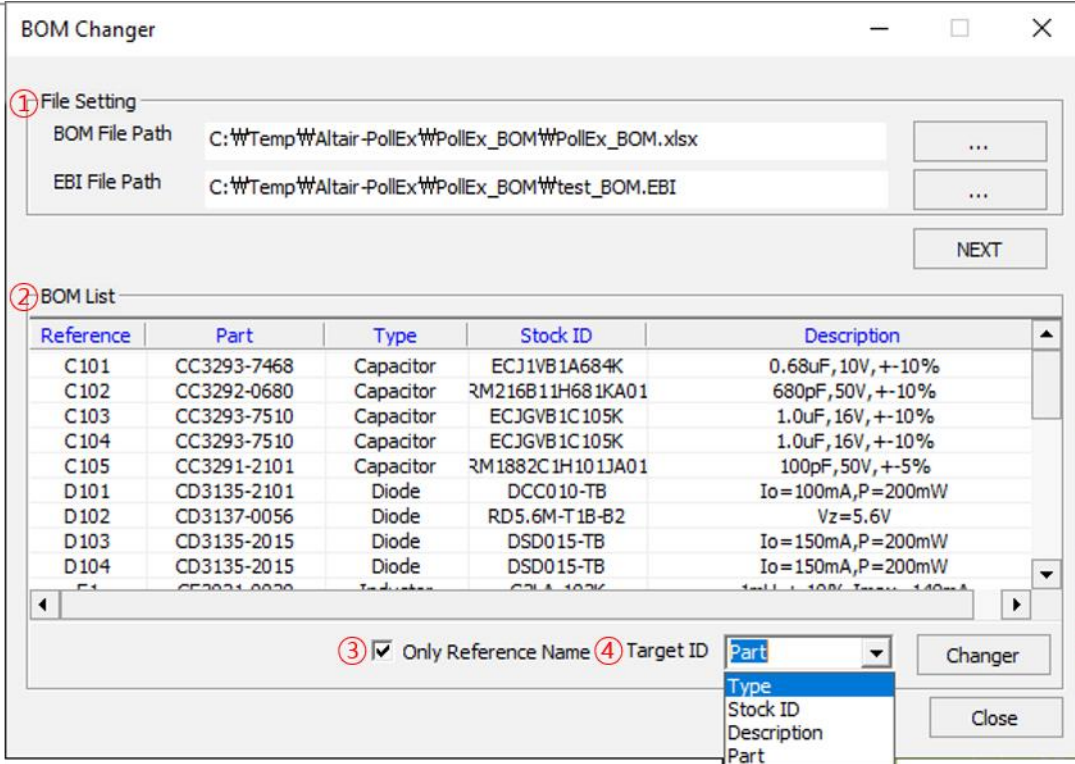 BOM Changer
① File Setting
BOM File Path C:₩Temp₩Altair-PollEx₩PollEx_BOM₩PollEx_BOM.xlsx ...
EBI File Path C:₩Temp₩Altair-PollEx₩PollEx_BOM₩test_BOM.EBI ...
NEXT
② BOM List
Reference Part Type Stock ID Description
C101 CC3293-7468 Capacitor ECJ1VB1A684K 0.68uF,10V,+-10%
C102 CC3292-0680 Capacitor RM216B11H681KA01 680pF,50V,+-10%
C103 CC3293-7510 Capacitor ECJGVB1C105K 1.0uF,16V,+-10%
C104 CC3293-7510 Capacitor ECJGVB1C105K 1.0uF,16V,+-10%
C105 CC3291-2101 Capacitor RM1882C1H101JA01 100pF,50V,+-5%
D101 CD3135-2101 Diode DCC010-TB Io=100mA,P=200mW
D102 CD3137-0056 Diode RD5.6M-T1B-B2 Vz=5.6V
D103 CD3135-2015 Diode DSD015-TB Io=150mA,P=200mW
D104 CD3135-2015 Diode DSD015-TB Io=150mA,P=200mW
③ Only Reference Name ④ Target ID Part Changer
Type
Stock ID
Description
Part
Close